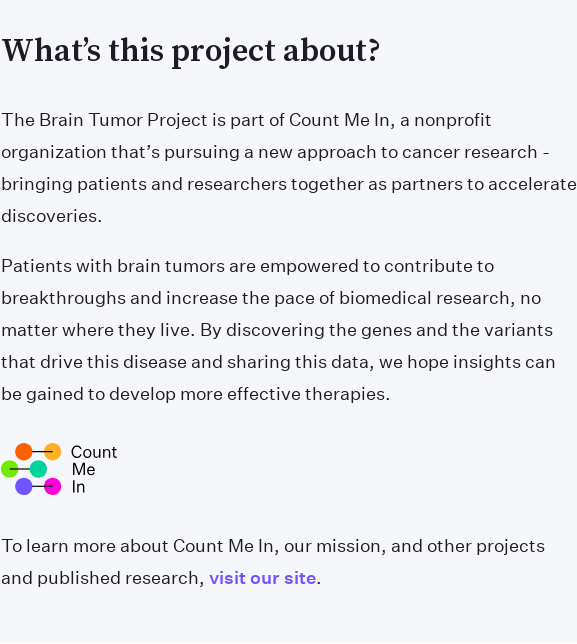 What’s this project about?
The Brain Tumor Project is part of Count Me In, a nonprofit
organization that’s pursuing a new approach to cancer research -
bringing patients and researchers together as partners to accelerate
discoveries.
Patients with brain tumors are empowered to contribute to
breakthroughs and increase the pace of biomedical research, no
matter where they live. By discovering the genes and the variants
that drive this disease and sharing this data, we hope insights can
be gained to develop more effective therapies.
Count
Me
In
To learn more about Count Me In, our mission, and other projects
and published research, visit our site.